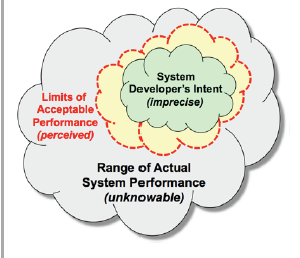 System
Developer's Intent
(imprecise)
Limits of
Acceptable
Performance
(perceived)
Range of Actual
System Performance
(unknowable)